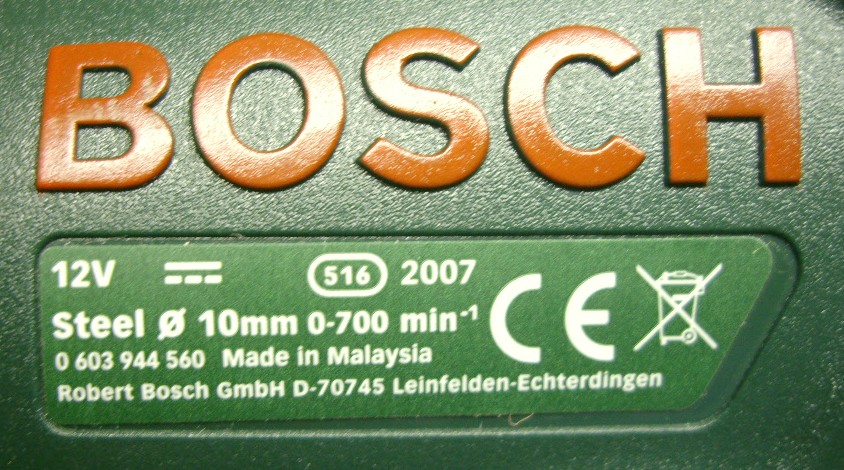 BOSCH
12V 516 2007
Steel Ø 10mm 0-700 min⁻¹
0 603 944 560 Made in Malaysia
Robert Bosch GmbH D-70745 Leinfelden-Echterdingen
CE